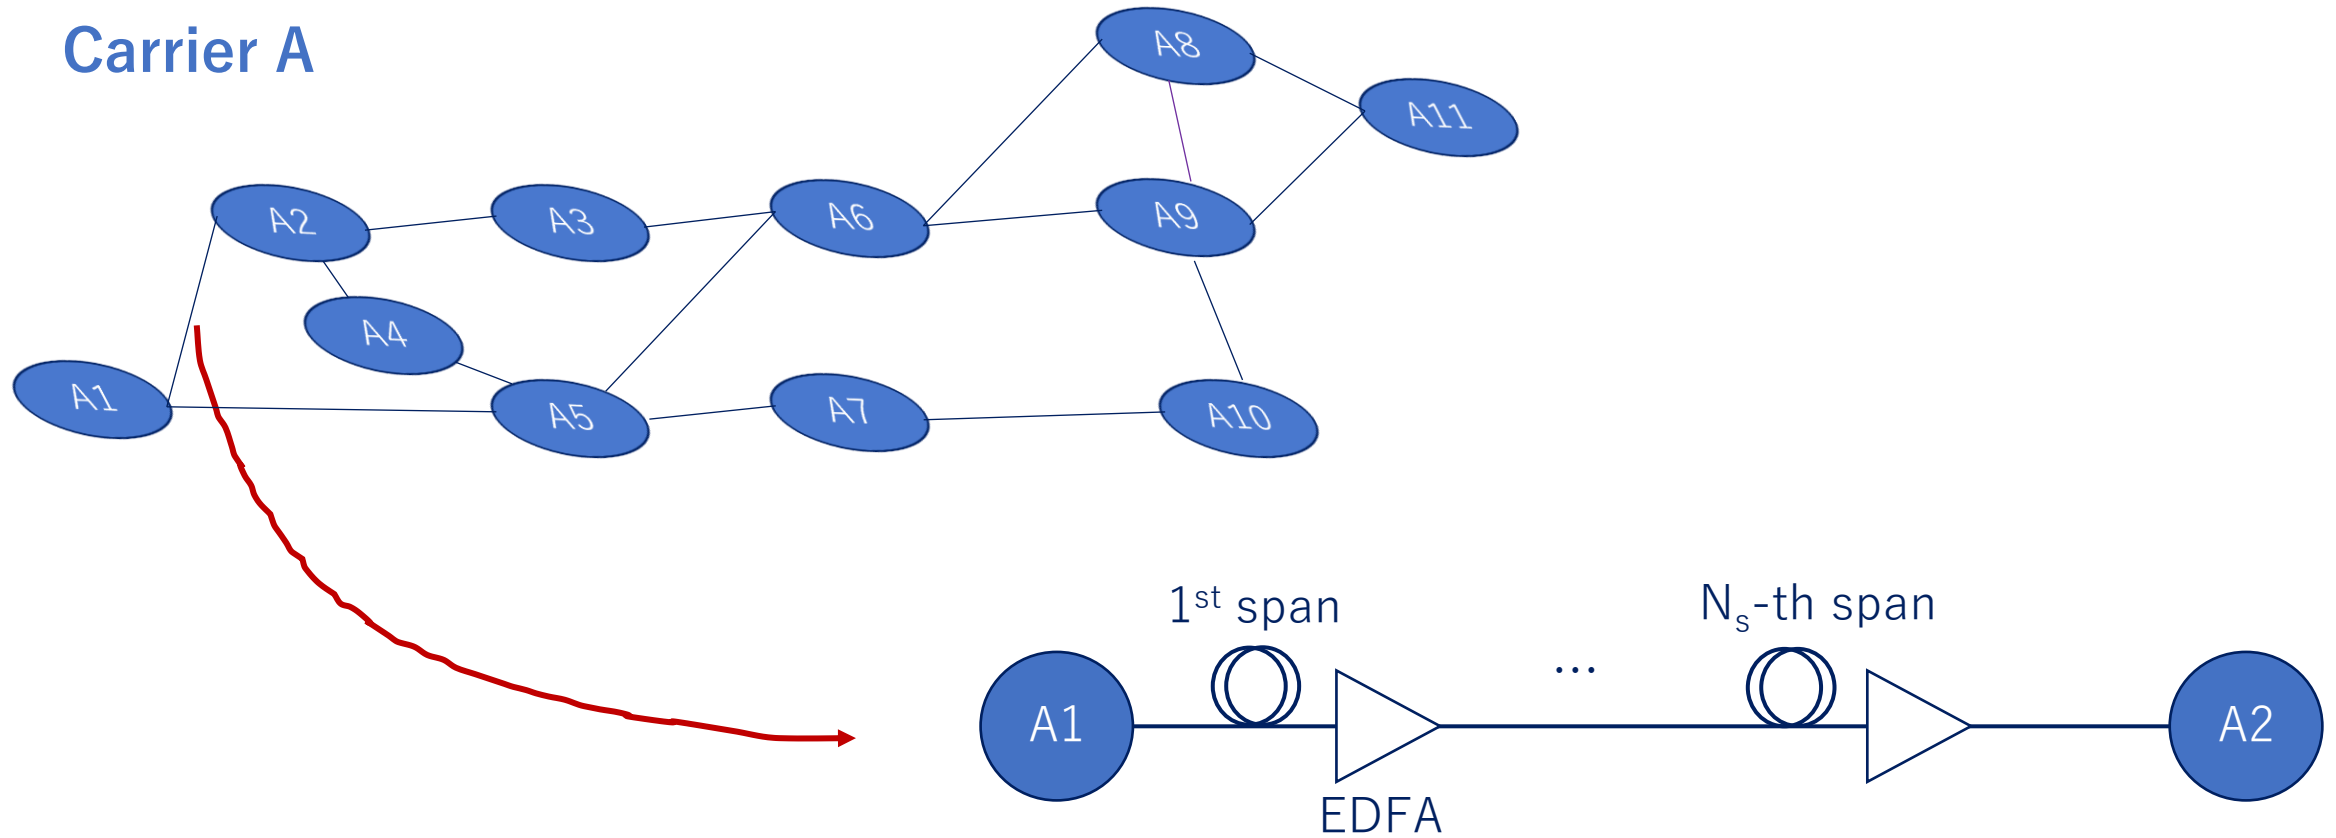 Carrier A
A8
A11
A2
A3
A6
A9
A4
A1
A5
A7
A10
1st span
Ns-th span
...
A1
A2
EDFA